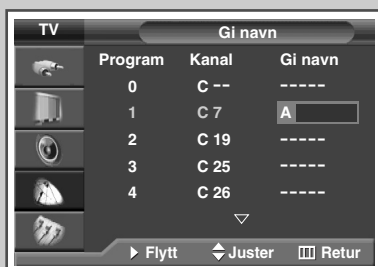 TV
Gi navn
Program Kanal Gi navn
0 C -- -----
1 C 7 A
2 C 19 -----
3 C 25 -----
4 C 26 -----
Flytt Juster Retur